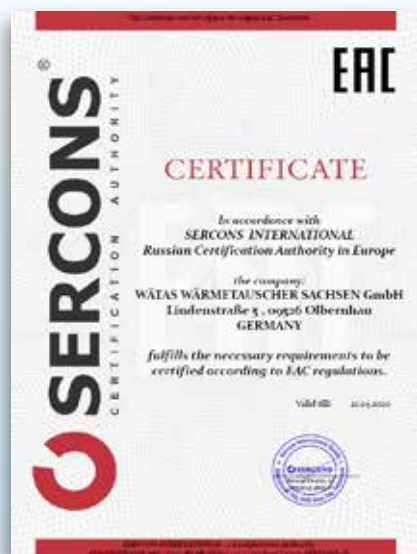 EAC
®
SERCONS
CERTIFICATION AUTHORITY
CERTIFICATE
In accordance with
SERCONS INTERNATIONAL
Russian Certification Authority in Europe
the company:
WÄTAS WÄRMETAUSCHER SACHSEN GmbH
Lindenstraße 5 , 09526 Olbernhau
GERMANY
fulfills the necessary requirements to be
certified according to EAC regulations.
Valid till:
SERCONS